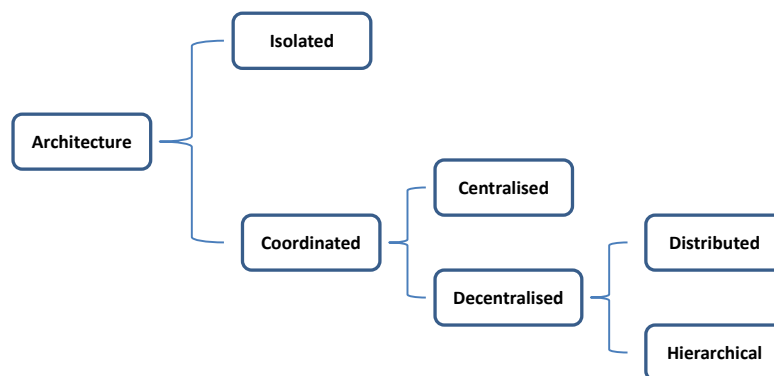 Isolated
Architecture
Centralised
Coordinated
Distributed
Decentralised
Hierarchical